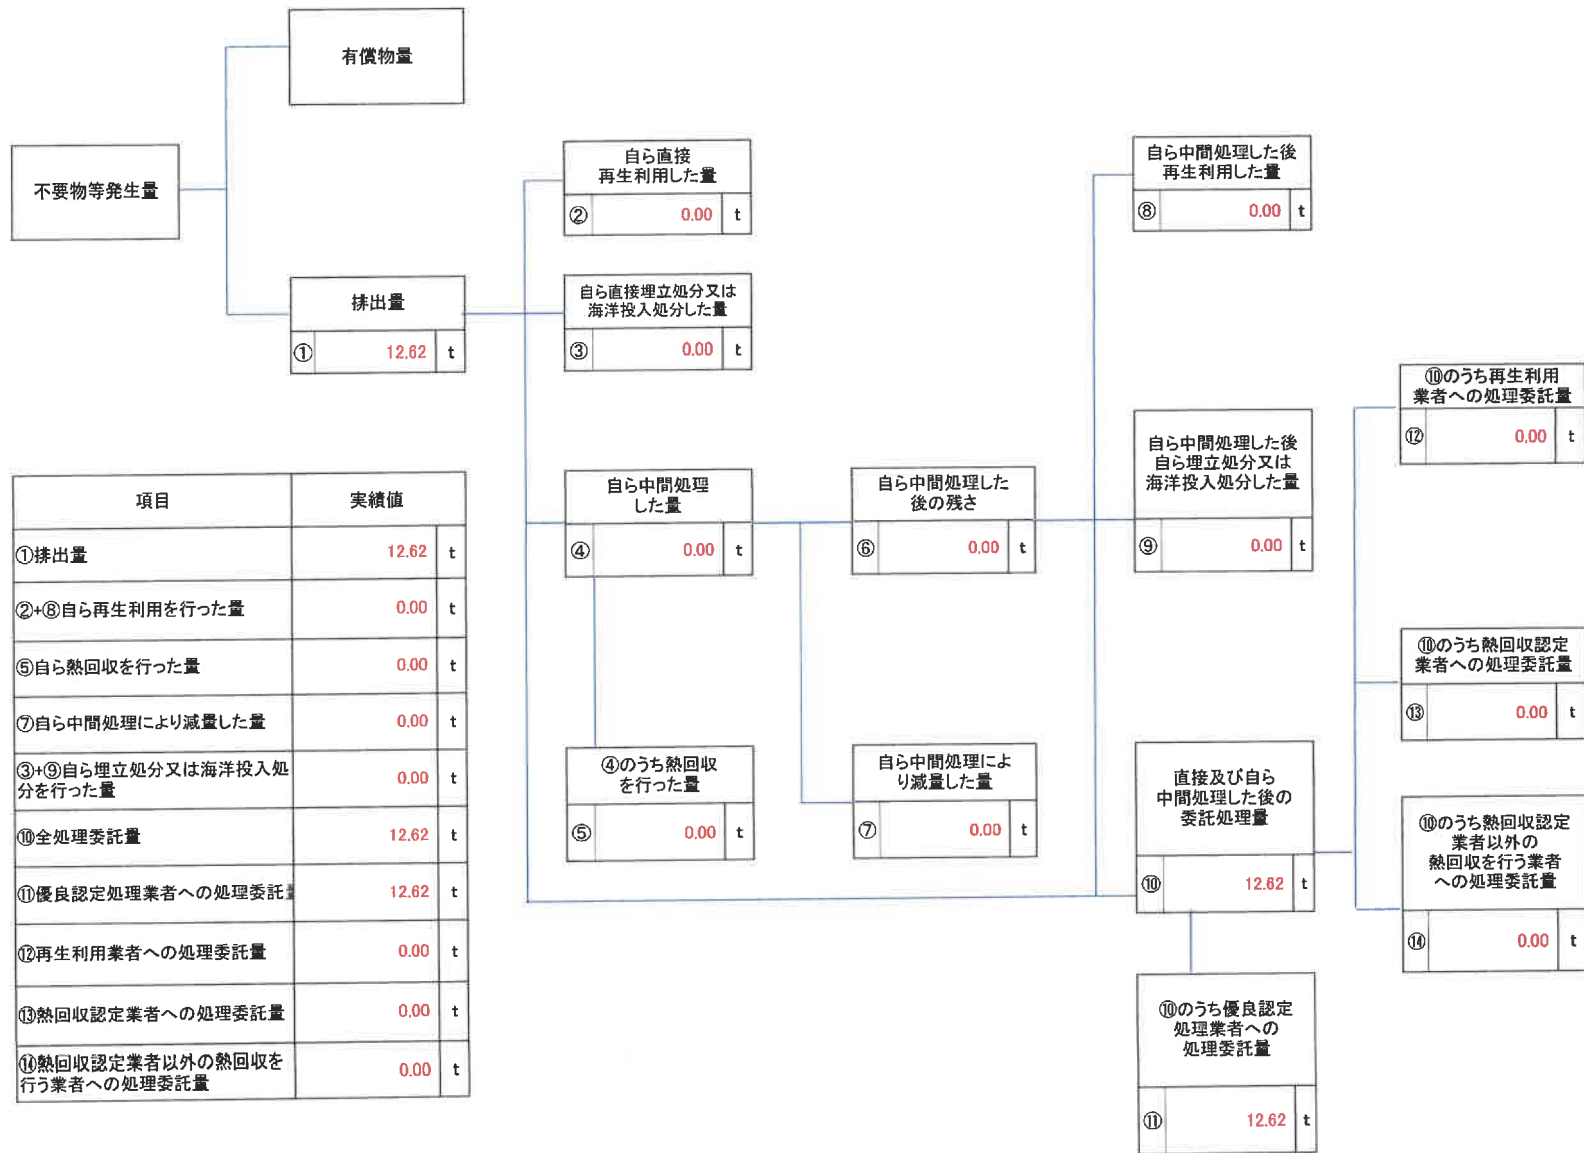 有償物量
不要物等発生量
排出量
① 12.62 t
自ら直接
再生利用した量
② 0.00 t
自ら直接埋立処分又は
海洋投入処分した量
③ 0.00 t
自ら中間処理
した量
④ 0.00 t
④のうち熱回収
を行った量
⑤ 0.00 t
自ら中間処理した
後の残さ
⑥ 0.00 t
自ら中間処理によ
り減量した量
⑦ 0.00 t
自ら中間処理した後
再生利用した量
⑧ 0.00 t
自ら中間処理した後
自ら埋立処分又は
海洋投入処分した量
⑨ 0.00 t
直接及び自ら
中間処理した後の
委託処理量
⑩ 12.62 t
⑩のうち優良認定
処理業者への
処理委託量
⑪ 12.62 t
⑩のうち再生利用
業者への処理委託量
⑫ 0.00 t
⑩のうち熱回収認定
業者への処理委託量
⑬ 0.00 t
⑩のうち熱回収認定
業者以外の
熱回収を行う業者
への処理委託量
⑭ 0.00 t
項目 実績値
①排出量 12.62 t
②+⑧自ら再生利用を行った量 0.00 t
⑤自ら熱回収を行った量 0.00 t
⑦自ら中間処理により減量した量 0.00 t
③+⑨自ら埋立処分又は海洋投入処
分を行った量 0.00 t
⑩全処理委託量 12.62 t
⑪優良認定処理業者への処理委託量 12.62 t
⑫再生利用業者への処理委託量 0.00 t
⑬熱回収認定業者への処理委託量 0.00 t
⑭熱回収認定業者以外の熱回収を
行う業者への処理委託量 0.00 t